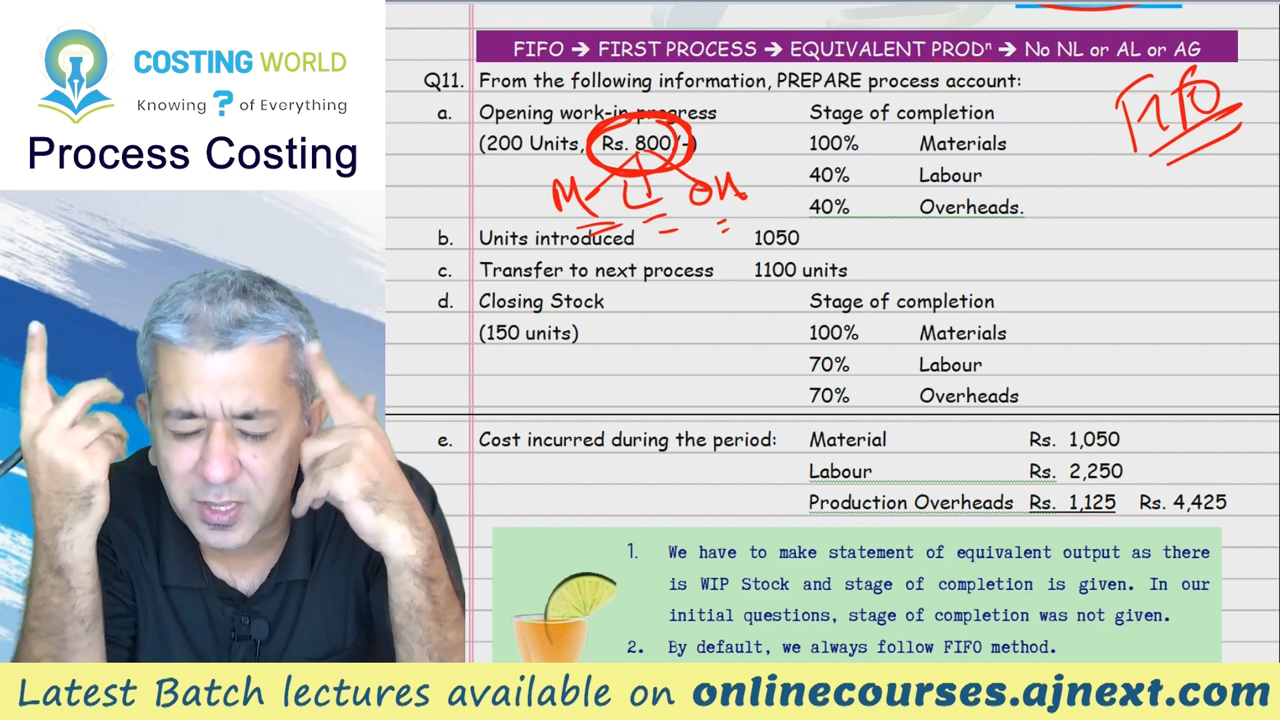 COSTING WORLD
Knowing ? of Everything
Process Costing
FIFO → FIRST PROCESS → EQUIVALENT PRODⁿ → No NL or AL or AG
Q11. From the following information, PREPARE process account:
a. Opening work-in-progress Stage of completion
(200 Units, Rs. 800/-) 100% Materials
40% Labour
40% Overheads.
b. Units introduced 1050
c. Transfer to next process 1100 units
d. Closing Stock Stage of completion
(150 units) 100% Materials
70% Labour
70% Overheads
e. Cost incurred during the period: Material Rs. 1,050
Labour Rs. 2,250
Production Overheads Rs. 1,125 Rs. 4,425
1. We have to make statement of equivalent output as there
is WIP Stock and stage of completion is given. In our
initial questions, stage of completion was not given.
2. By default, we always follow FIFO method.
FIFO
M L OH
Latest Batch lectures available on onlinecourses.ajnext.com